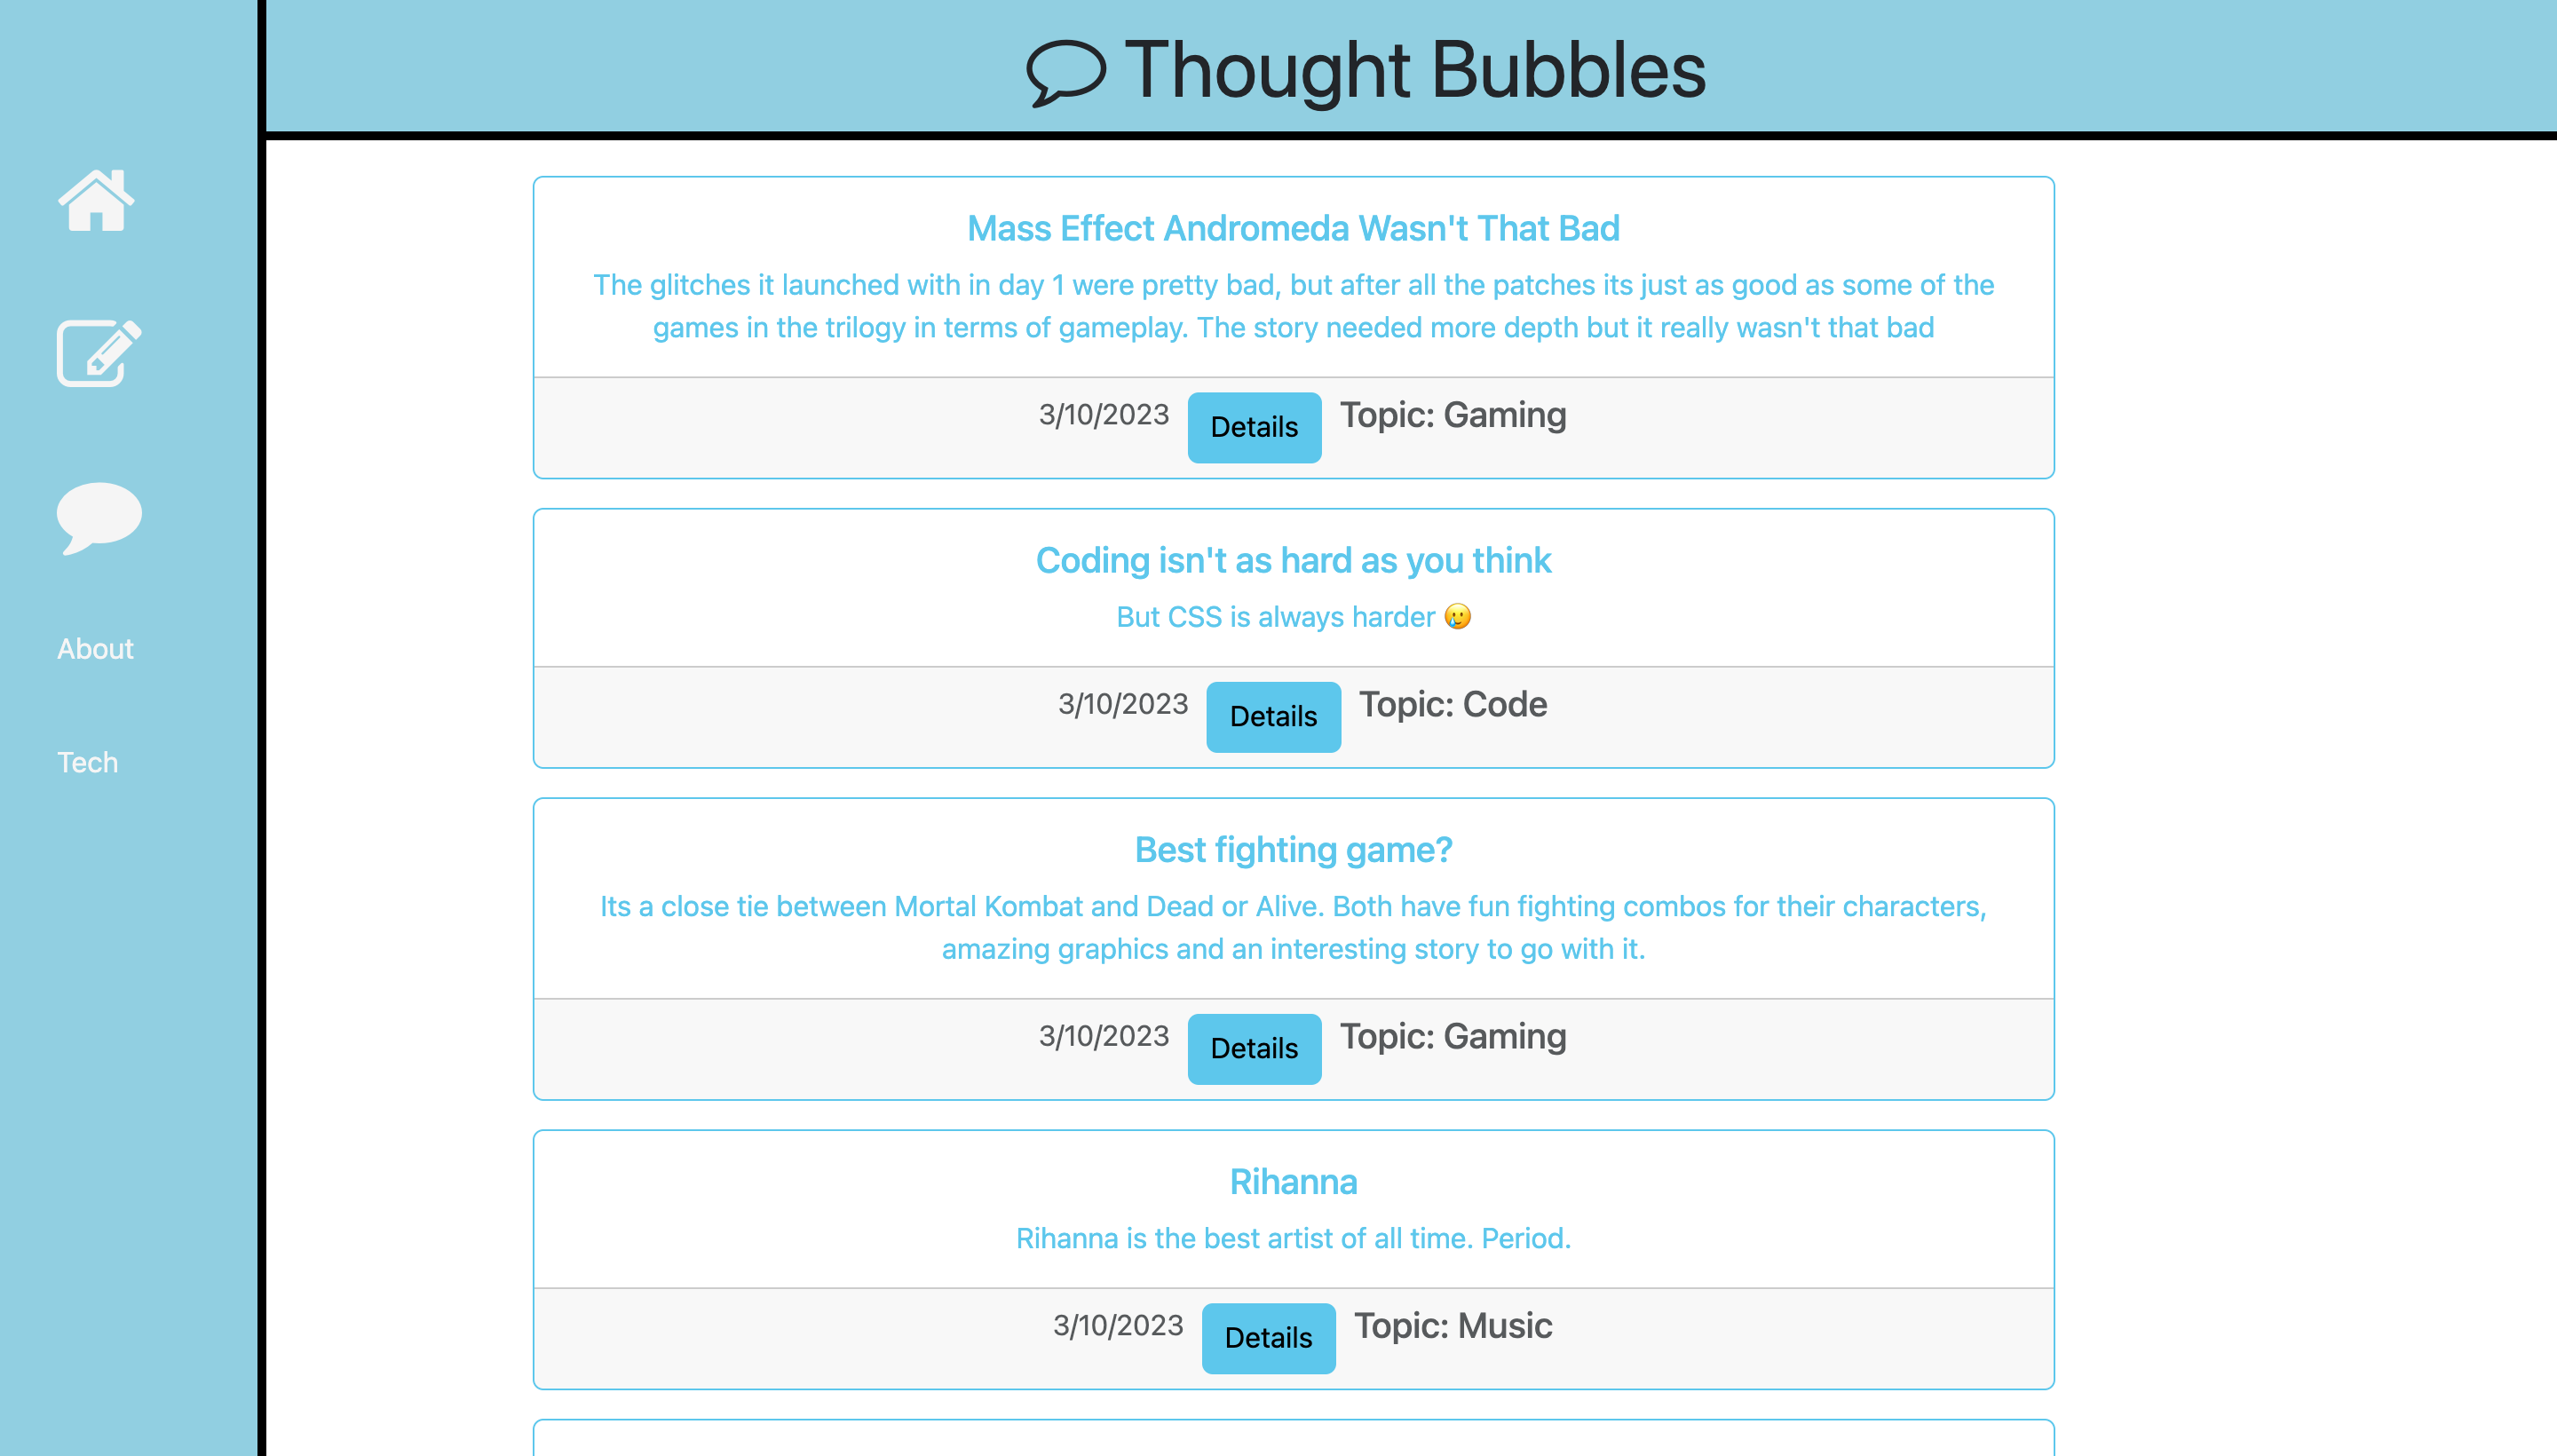 Thought Bubbles
About
Tech
Mass Effect Andromeda Wasn't That Bad
The glitches it launched with in day 1 were pretty bad, but after all the patches its just as good as some of the
games in the trilogy in terms of gameplay. The story needed more depth but it really wasn't that bad
3/10/2023 Details Topic: Gaming
Coding isn't as hard as you think
But CSS is always harder 🥲
3/10/2023 Details Topic: Code
Best fighting game?
Its a close tie between Mortal Kombat and Dead or Alive. Both have fun fighting combos for their characters,
amazing graphics and an interesting story to go with it.
3/10/2023 Details Topic: Gaming
Rihanna
Rihanna is the best artist of all time. Period.
3/10/2023 Details Topic: Music